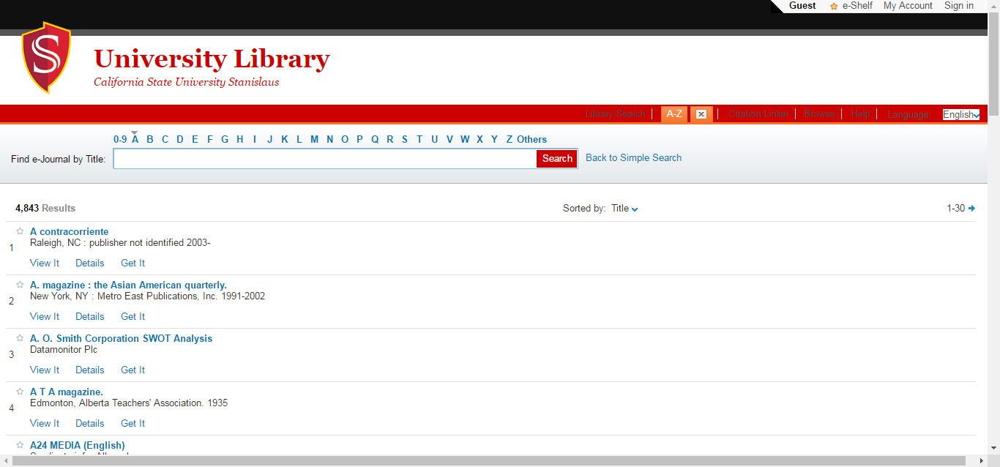 Guest e-Shelf My Account Sign in
S
University Library
California State University Stanislaus
Library Search A-Z Citation Linker Browse Help Language: English
0-9 A B C D E F G H I J K L M N O P Q R S T U V W X Y Z Others
Find e-Journal by Title: Search Back to Simple Search
4,843 Results Sorted by: Title 1-30
A contracorriente
Raleigh, NC : publisher not identified 2003-
1
View It Details Get It
A. magazine : the Asian American quarterly.
New York, NY : Metro East Publications, Inc. 1991-2002
2
View It Details Get It
A. O. Smith Corporation SWOT Analysis
Datamonitor Plc
3
View It Details Get It
A T A magazine.
Edmonton, Alberta Teachers' Association. 1935
4
View It Details Get It
A24 MEDIA (English)